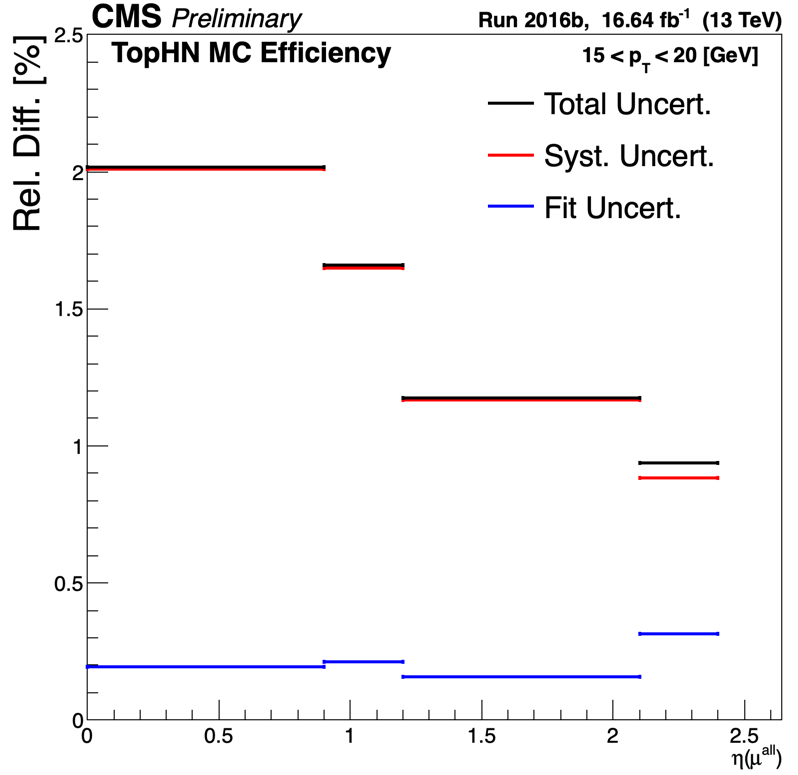 CMS Preliminary
Run 2016b, 16.64 fb⁻¹ (13 TeV)
TopHN MC Efficiency
15 < p_T < 20 [GeV]
Total Uncert.
Syst. Uncert.
Fit Uncert.
Rel. Diff. [%]
2.5
2
1.5
1
0.5
0
0 0.5 1 1.5 2 2.5
η(μ^all)